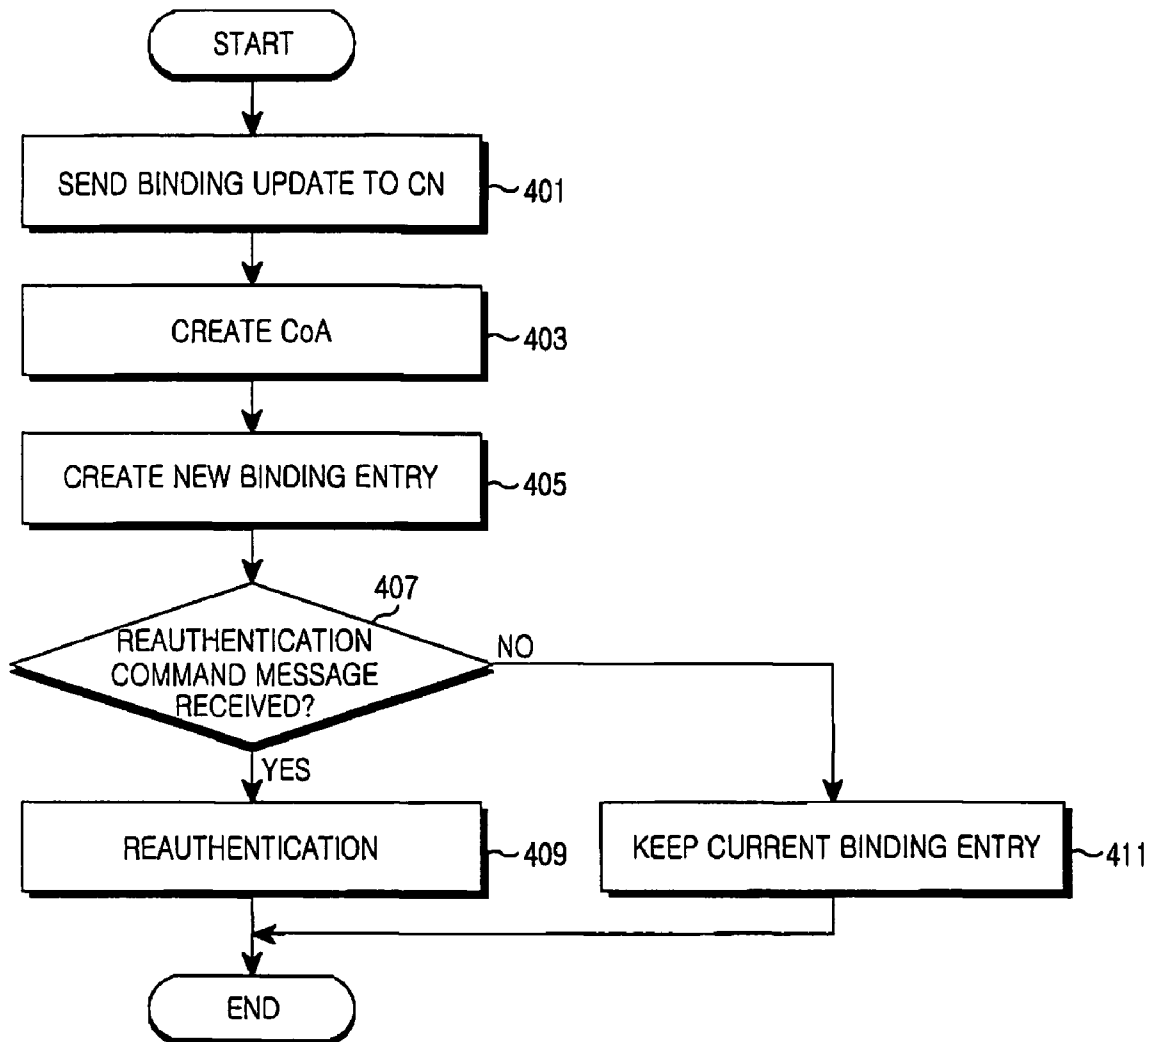 START
SEND BINDING UPDATE TO CN
401
CREATE CoA
403
CREATE NEW BINDING ENTRY
405
407
REAUTHENTICATION
COMMAND MESSAGE
RECEIVED?
NO
YES
REAUTHENTICATION
409
KEEP CURRENT BINDING ENTRY
411
END